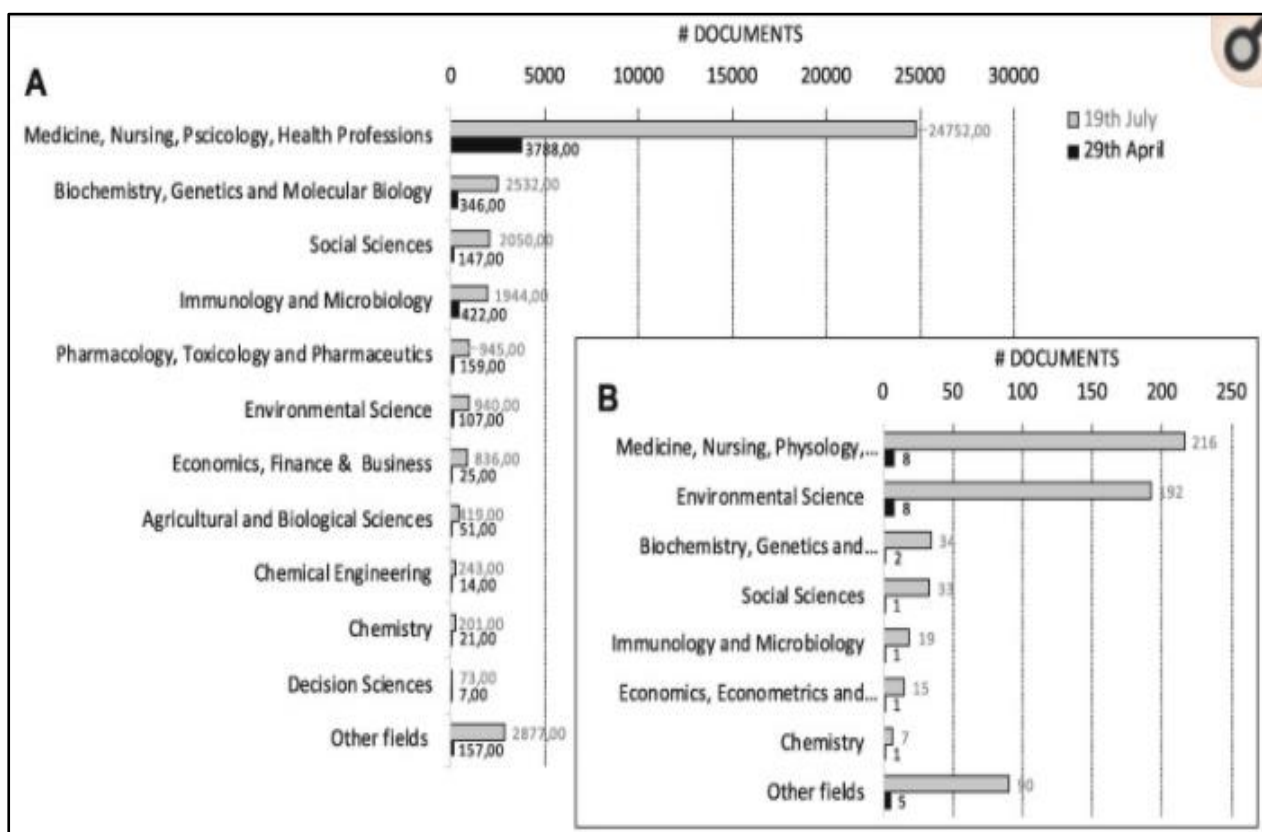 # DOCUMENTS
A
0 5000 10000 15000 20000 25000 30000
19th July
29th April
Medicine, Nursing, Pscicology, Health Professions 24752,00
3788,00
Biochemistry, Genetics and Molecular Biology 2532,00
346,00
Social Sciences 2050,00
147,00
Immunology and Microbiology 1944,00
422,00
Pharmacology, Toxicology and Pharmaceutics 945,00
159,00
Environmental Science 940,00
107,00
Economics, Finance & Business 836,00
25,00
Agricultural and Biological Sciences 419,00
51,00
Chemical Engineering 243,00
14,00
Chemistry 201,00
21,00
Decision Sciences 73,00
7,00
Other fields 2877,00
157,00
# DOCUMENTS
B
0 50 100 150 200 250
Medicine, Nursing, Physology,... 216
8
Environmental Science 192
8
Biochemistry, Genetics and... 34
2
Social Sciences 33
1
Immunology and Microbiology 19
1
Economics, Econometrics and... 15
1
Chemistry 7
1
Other fields 90
5